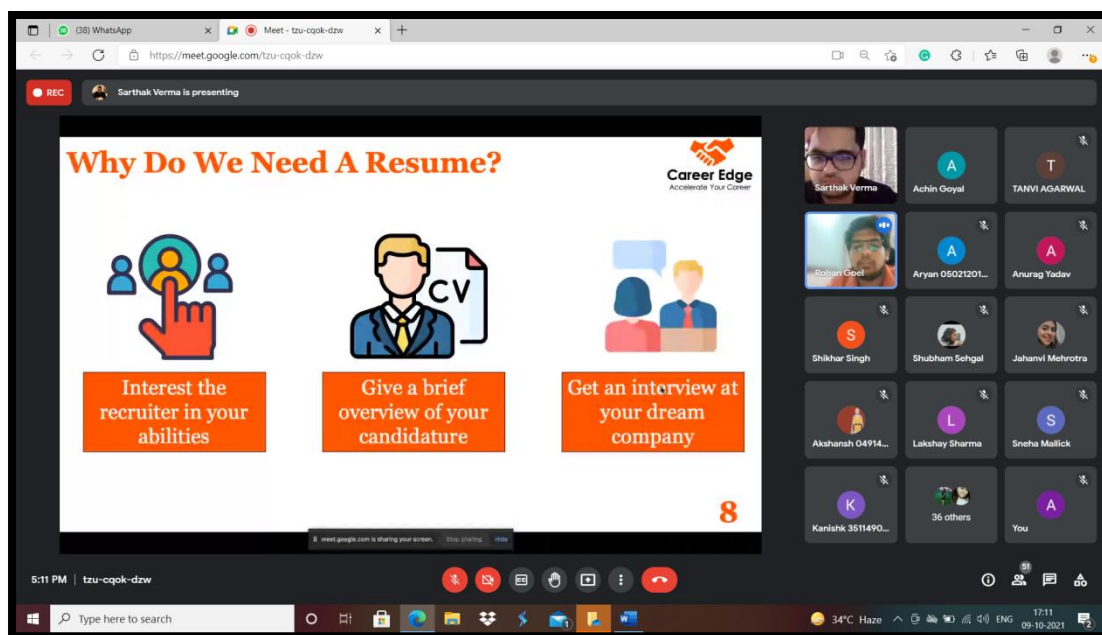 (38) WhatsApp
Meet - tzu-cqok-dzw
https://meet.google.com/tzu-cqok-dzw
REC
Sarthak Verma is presenting
Why Do We Need A Resume?
Career Edge
Accelerate Your Career
CV
Interest the
recruiter in your
abilities
Give a brief
overview of your
candidature
Get an interview at
your dream
company
8
meet.google.com is sharing your screen.
Stop sharing
Hide
Sarthak Verma
A
Achin Goyal
T
TANVI AGARWAL
Rohan Goel
A
Aryan 05021201...
A
Anurag Yadav
S
Shikhar Singh
Shubham Sehgal
Jahanvi Mehrotra
Akshansh 04914...
L
Lakshay Sharma
S
Sneha Mallick
K
Kanishk 3511490...
36 others
A
You
5:11 PM | tzu-cqok-dzw
CC
51
Type here to search
34°C Haze
ENG
17:11
09-10-2021
2